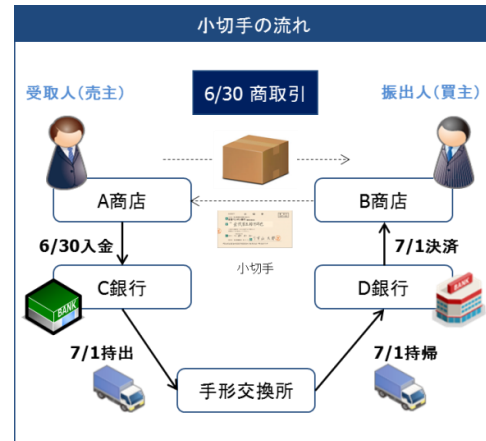 小切手の流れ
受取人(売主)
6/30 商取引
振出人(買主)
A商店
B商店
6/30入金
小切手
7/1決済
C銀行
BANK
D銀行
BANK
7/1持出
7/1持帰
手形交換所